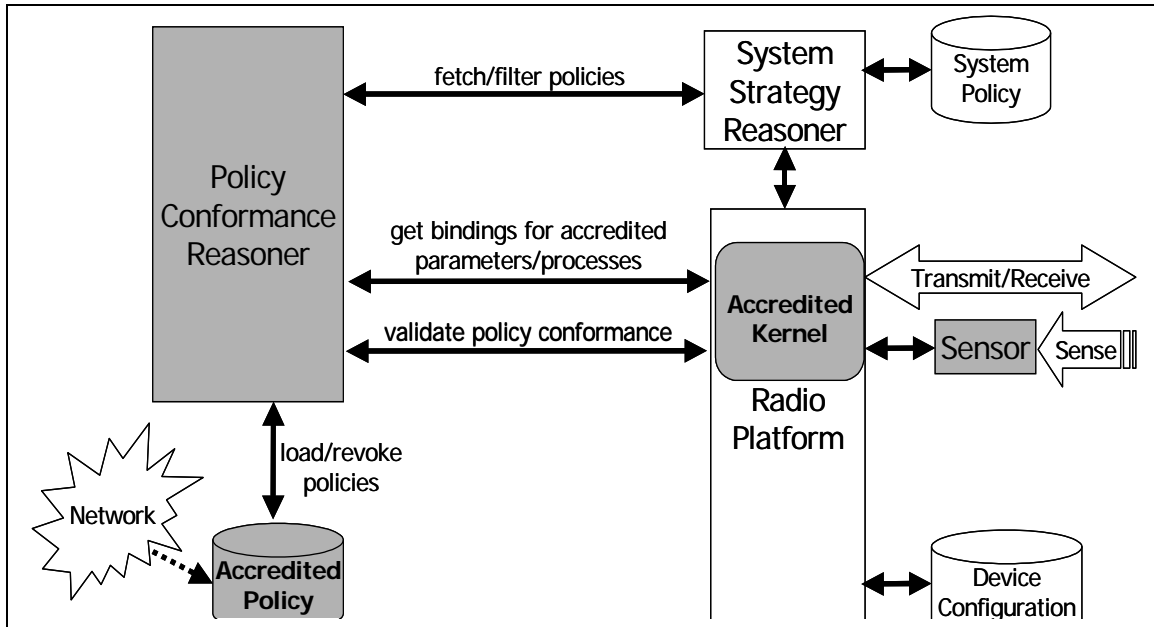 fetch/filter policies
System
Strategy
Reasoner
System
Policy
Policy
Conformance
Reasoner
get bindings for accredited
parameters/processes
validate policy conformance
Accredited
Kernel
Radio
Platform
Transmit/Receive
Sensor
Sense
load/revoke
policies
Network
Accredited
Policy
Device
Configuration